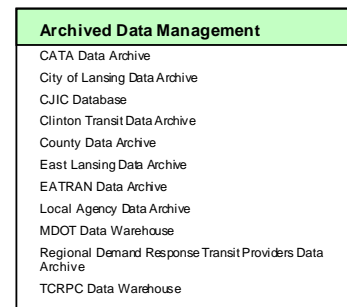 Archived Data Management
CATA Data Archive
City of Lansing Data Archive
CJIC Database
Clinton Transit Data Archive
County Data Archive
East Lansing Data Archive
EATRAN Data Archive
Local Agency Data Archive
MDOT Data Warehouse
Regional Demand Response Transit Providers Data
Archive
TCRPC Data Warehouse